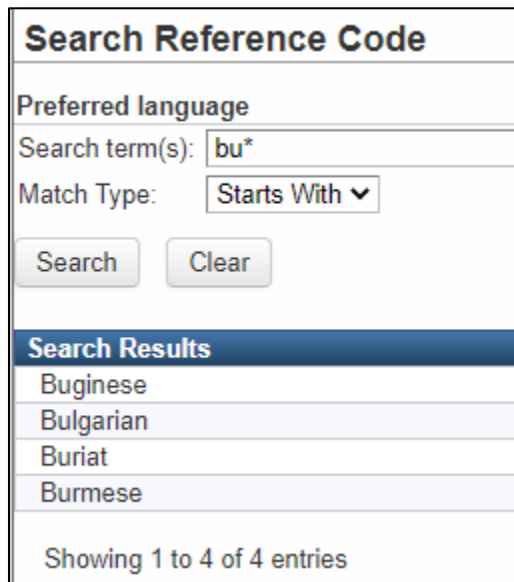 Search Reference Code
Preferred language
Search term(s): bu*
Match Type: Starts With
Search Clear
Search Results
Buginese
Bulgarian
Buriat
Burmese
Showing 1 to 4 of 4 entries